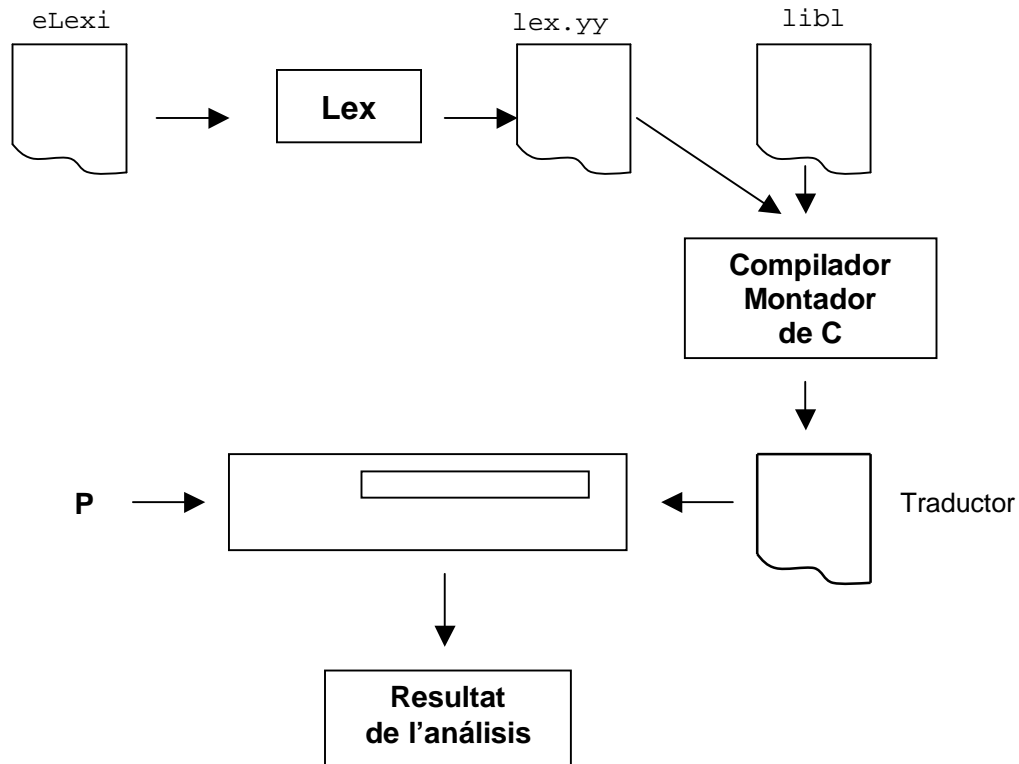 eLexi
lex.yy
libl
Lex
Compilador
Montador
de C
P
Traductor
Resultat
de l'análisis